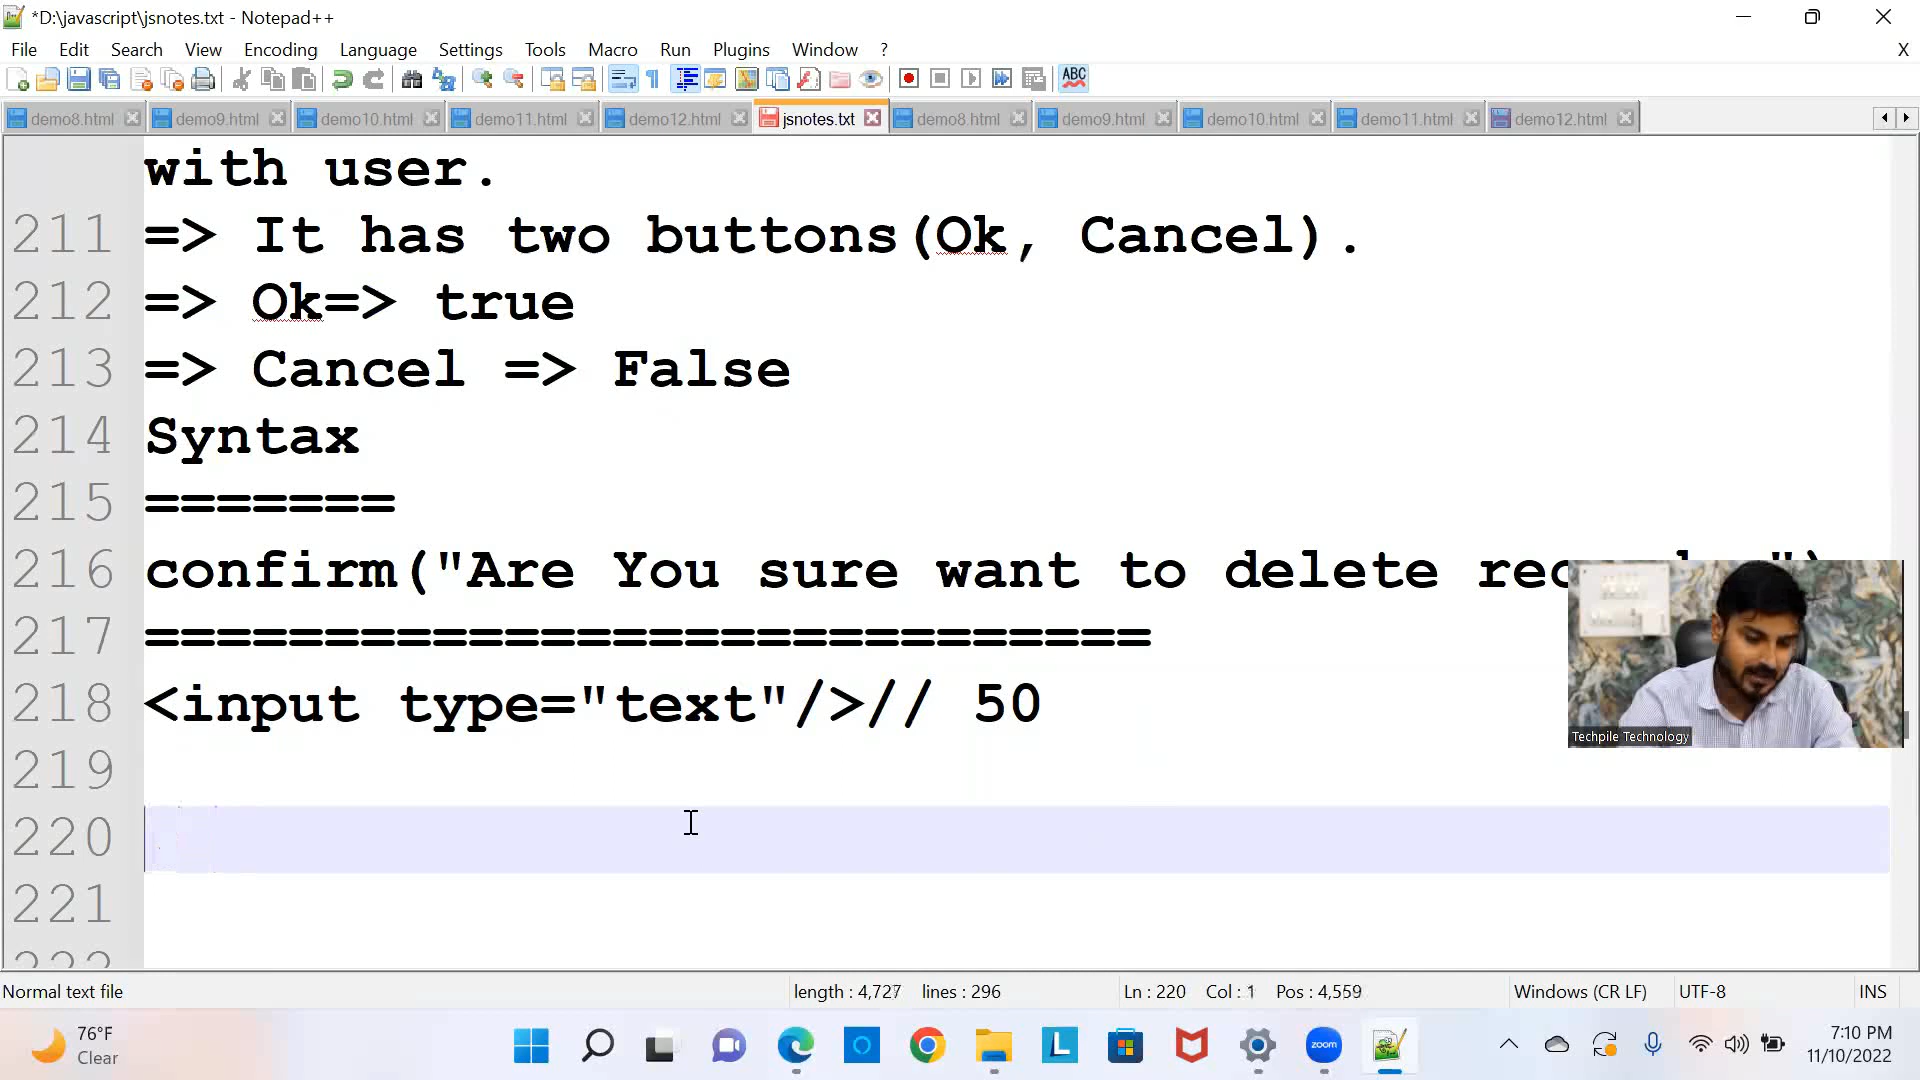 *D:\javascript\jsnotes.txt - Notepad++
File Edit Search View Encoding Language Settings Tools Macro Run Plugins Window ? X
ABC
demo8.html demo9.html demo10.html demo11.html demo12.html jsnotes.txt demo8.html demo9.html demo10.html demo11.html demo12.html
with user.
211 => It has two buttons(Ok, Cancel).
212 => Ok=> true
213 => Cancel => False
214 Syntax
215 =======
216 confirm("Are You sure want to delete
217 ============================
218 <input type="text"/>// 50
219
220
221
Techpile Technology
Normal text file length : 4,727 lines : 296 Ln : 220 Col : 1 Pos : 4,559 Windows (CR LF) UTF-8 INS
76°F
Clear
L
zoom
7:10 PM
11/10/2022